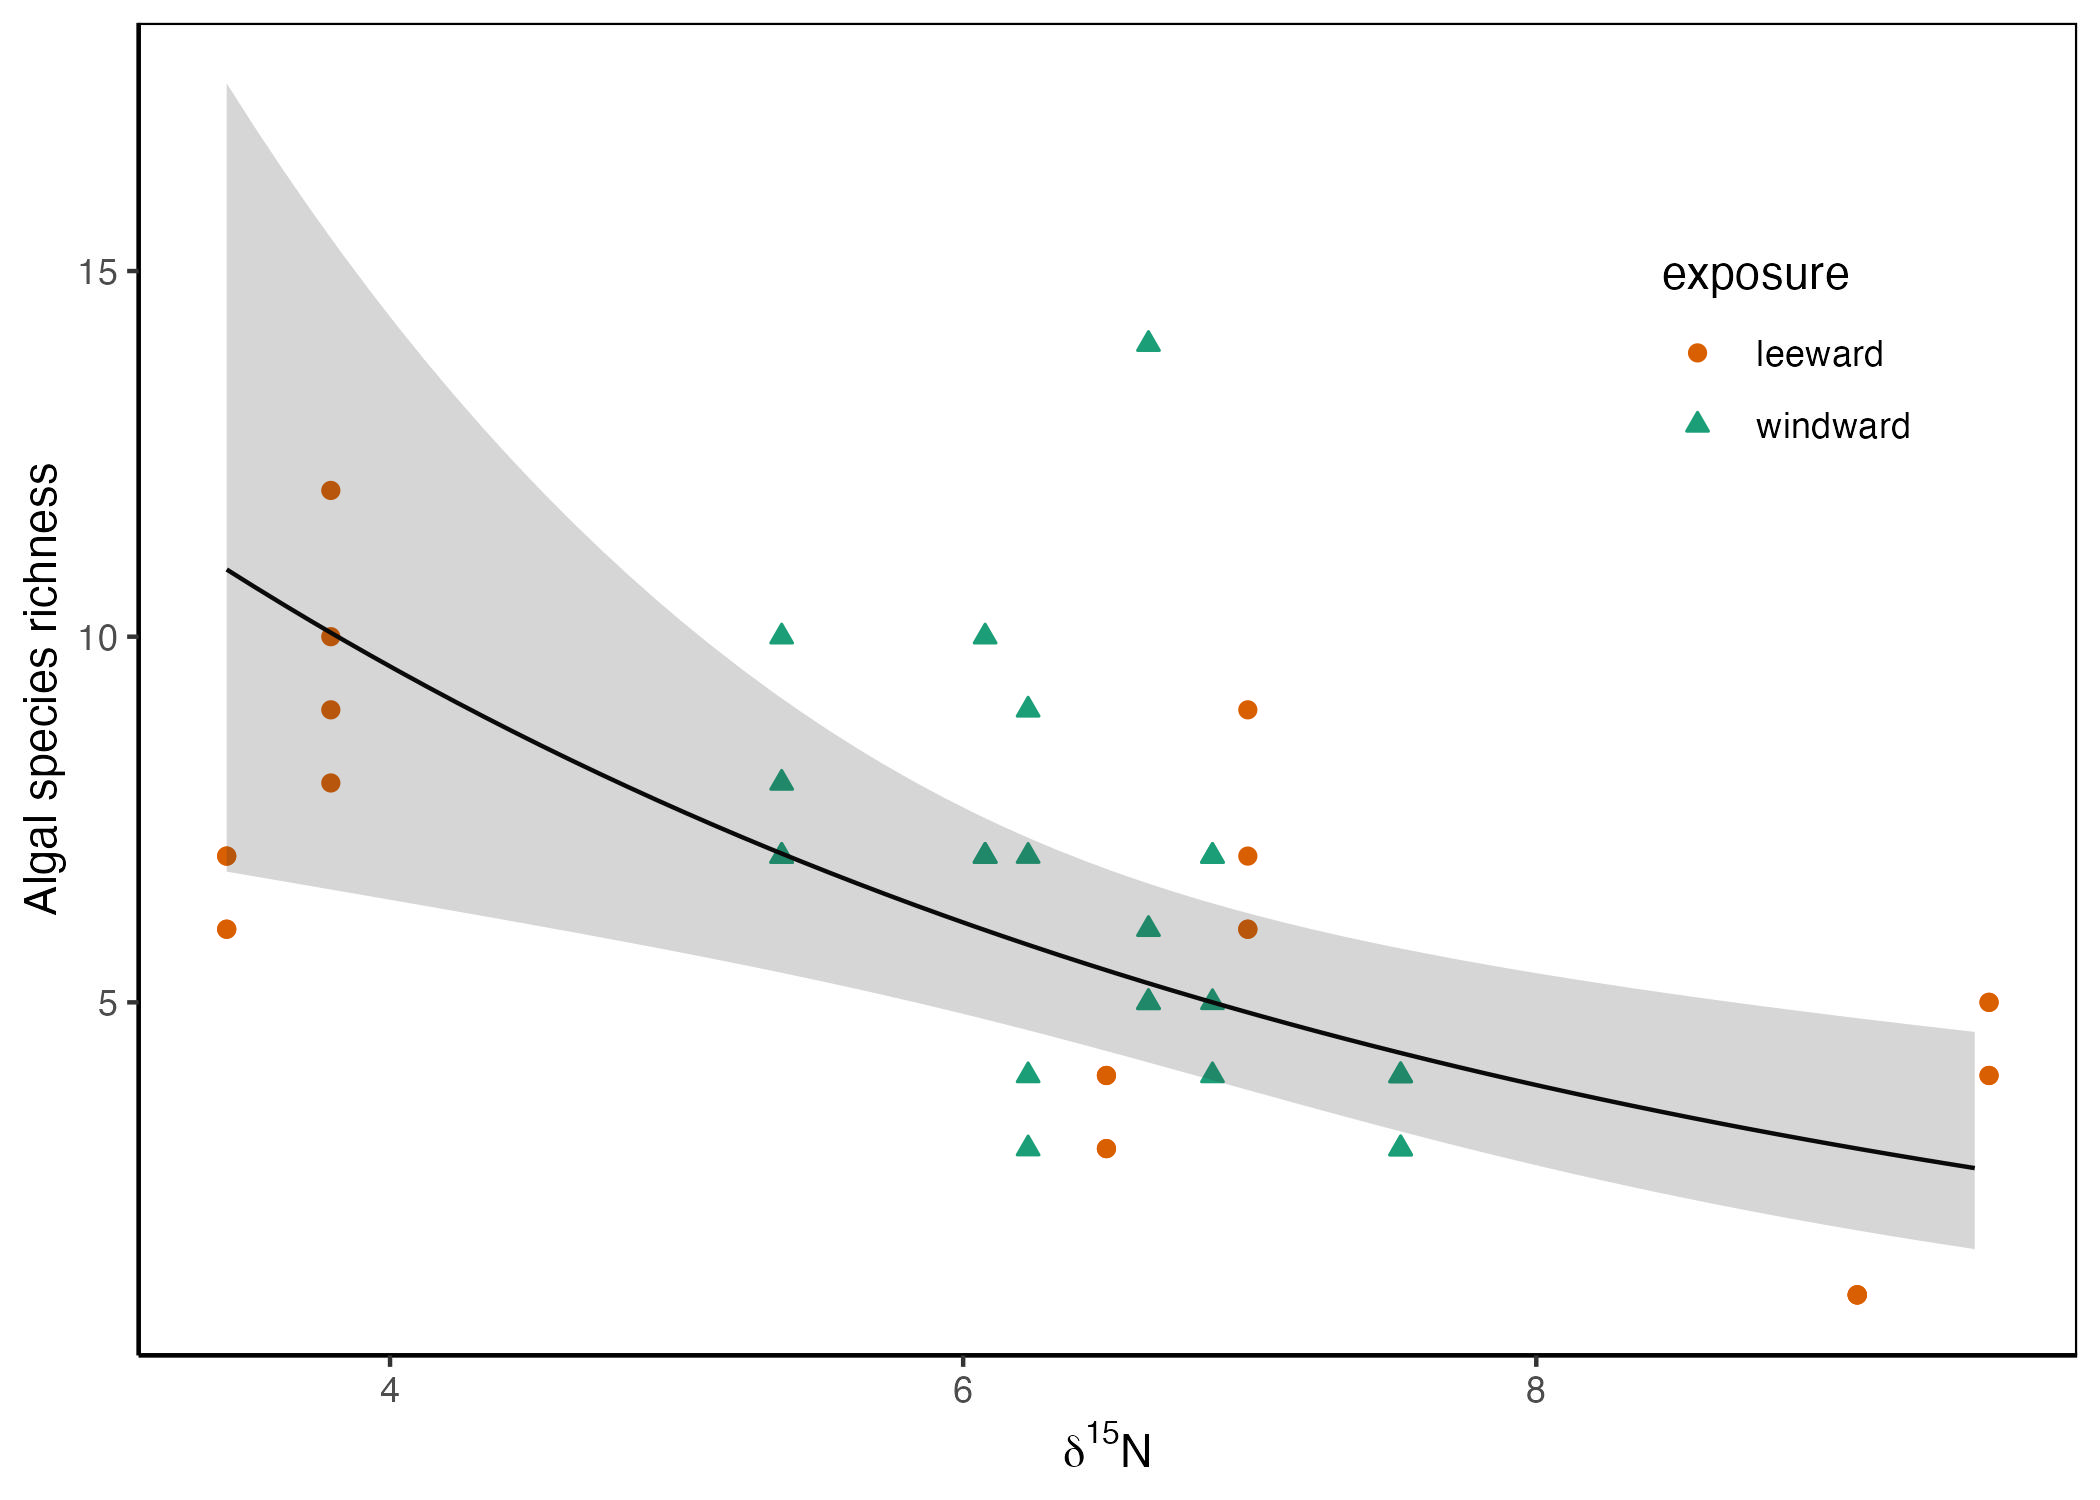 Algal species richness
15
10
5
exposure
leeward
windward
4 6 8
δ¹⁵N